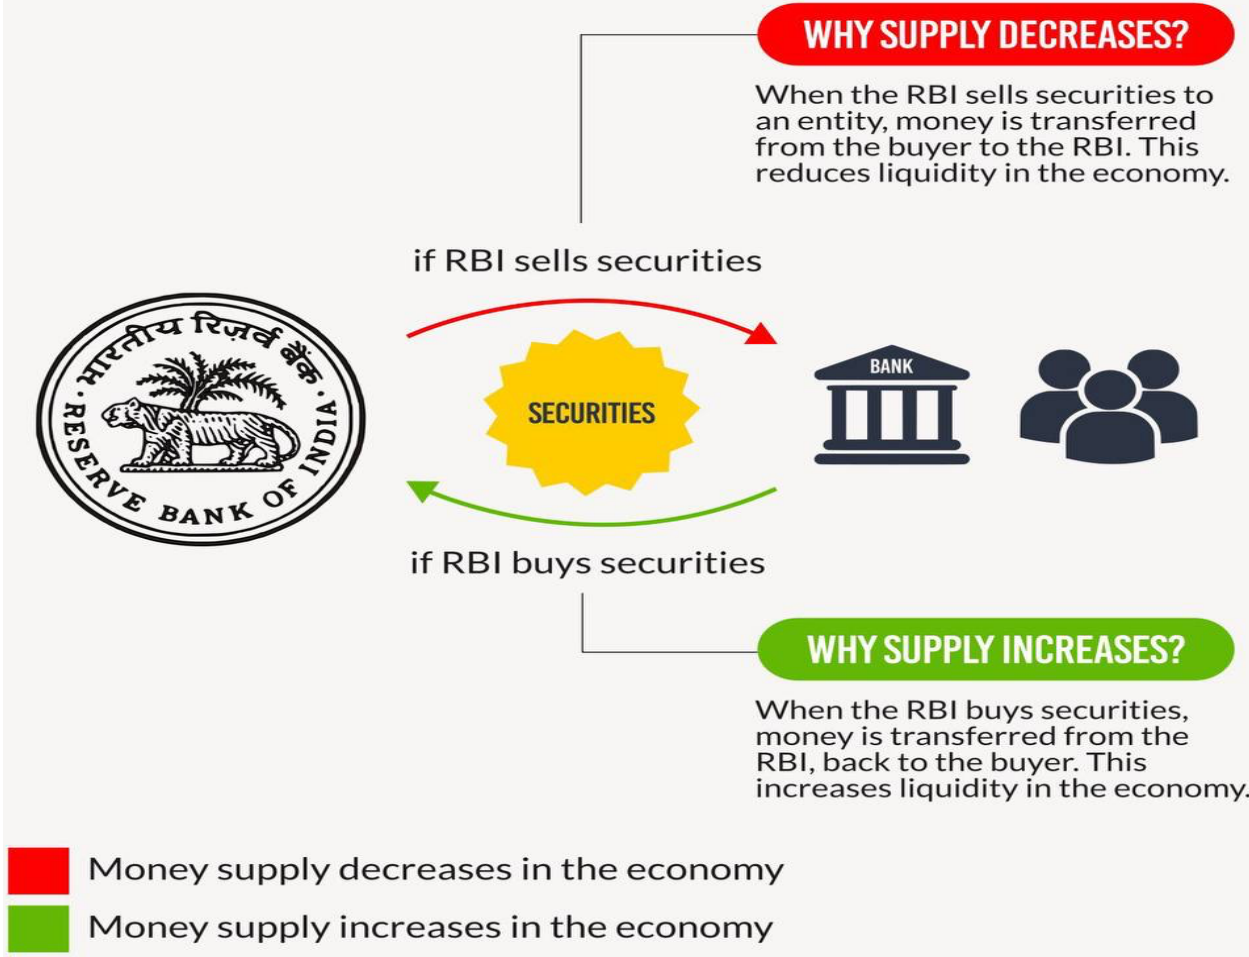 WHY SUPPLY DECREASES?
When the RBI sells securities to
an entity, money is transferred
from the buyer to the RBI. This
reduces liquidity in the economy.
if RBI sells securities
भारतीय रिज़र्व बैंक
RESERVE BANK OF INDIA
SECURITIES
BANK
if RBI buys securities
WHY SUPPLY INCREASES?
When the RBI buys securities,
money is transferred from the
RBI, back to the buyer. This
increases liquidity in the economy.
Money supply decreases in the economy
Money supply increases in the economy